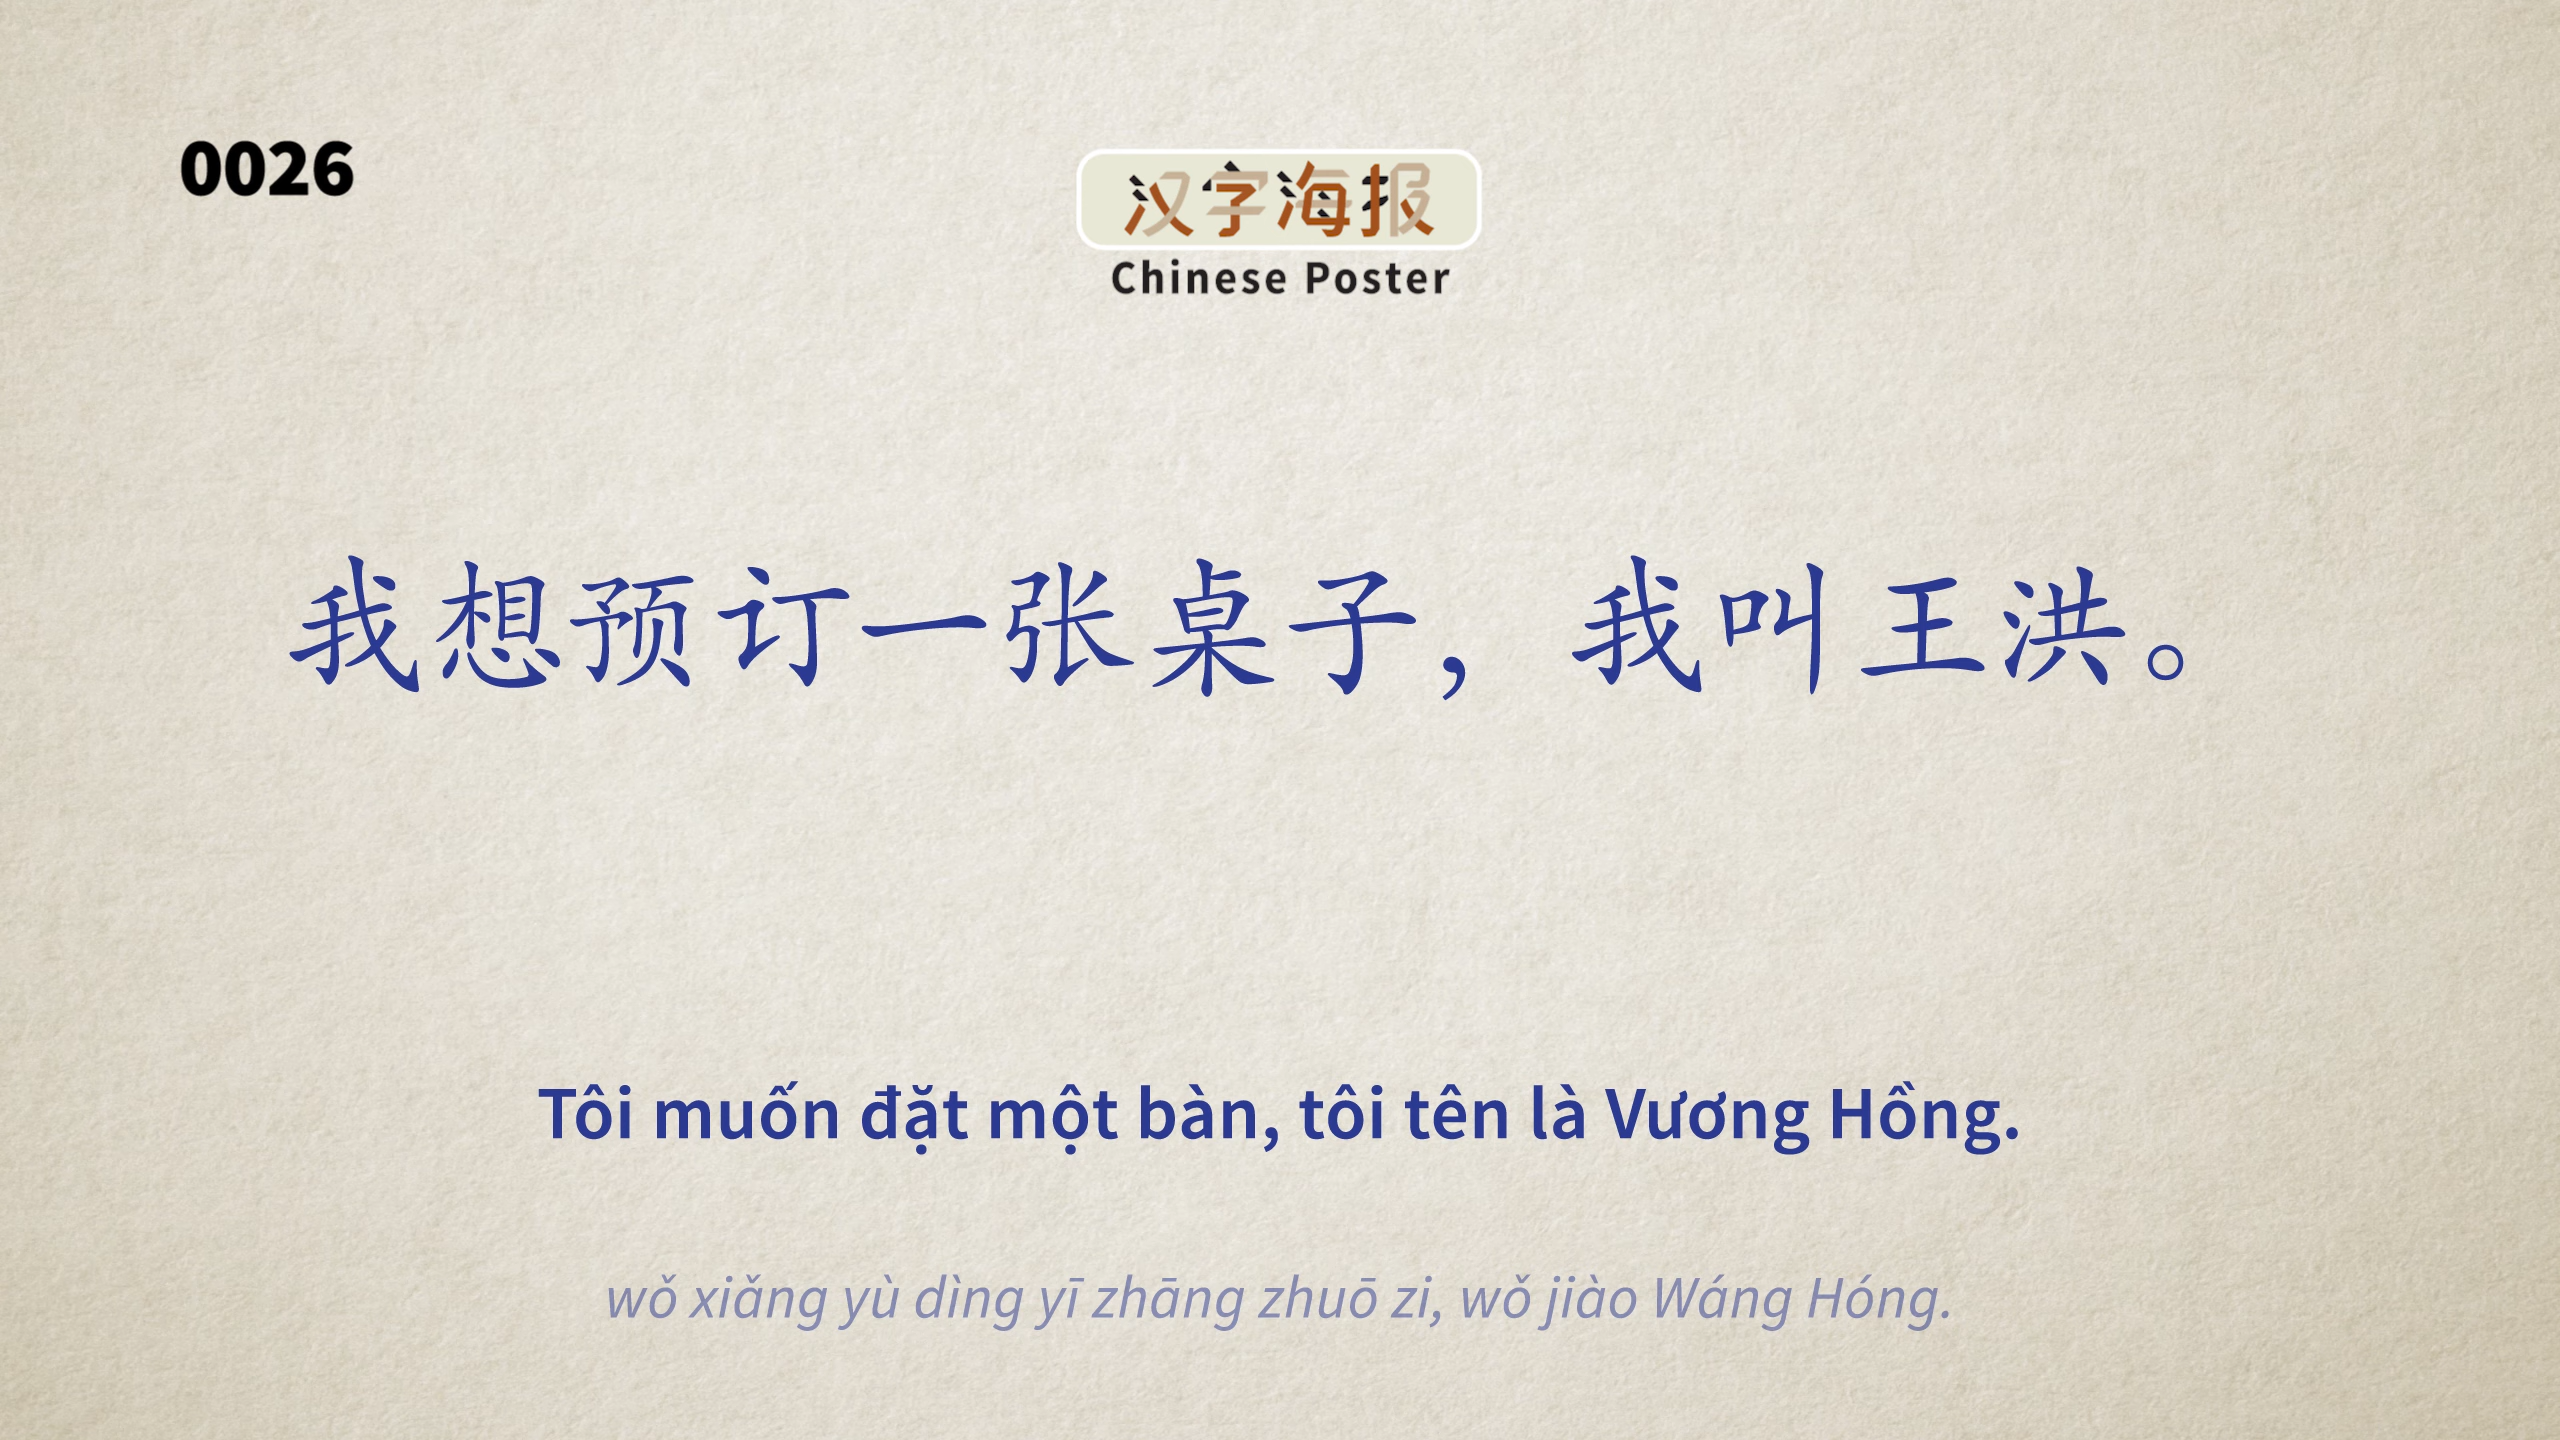 0026
汉字海报
Chinese Poster
我想预订一张桌子，我叫王洪。
Tôi muốn đặt một bàn, tôi tên là Vương Hồng.
wǒ xiǎng yù dìng yī zhāng zhuō zi, wǒ jiào Wáng Hóng.